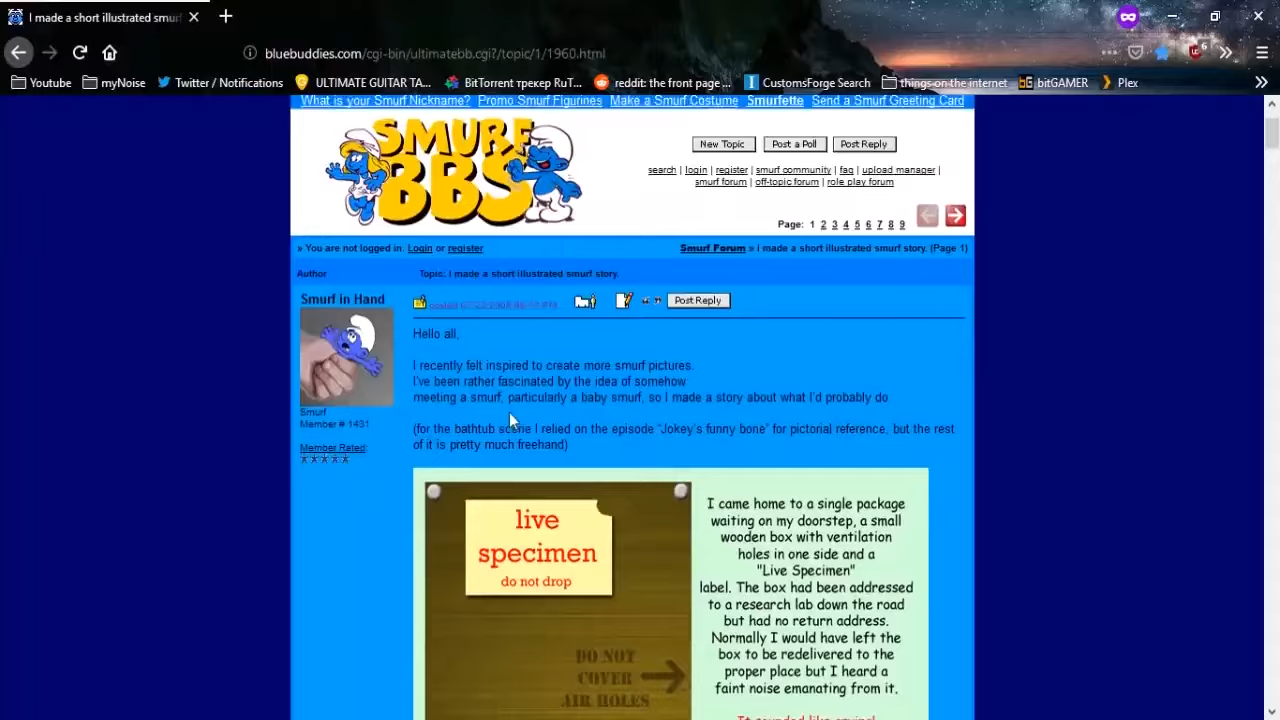 I made a short illustrated smurf
bluebuddies.com/cgi-bin/ultimatebb.cgi?/topic/1/1960.html
6
Youtube myNoise Twitter / Notifications ULTIMATE GUITAR TA... BitTorrent трекер RuT... reddit: the front page ... CustomsForge Search things on the internet bitGAMER Plex
What is your Smurf Nickname? Promo Smurf Figurines Make a Smurf Costume Smurfette Send a Smurf Greeting Card
SMURF
BBS
New Topic Post a Poll Post Reply
search | login | register | smurf community | faq | upload manager |
smurf forum | off-topic forum | role play forum
Page: 1 2 3 4 5 6 7 8 9
» You are not logged in. Login or register
Smurf Forum » I made a short illustrated smurf story. (Page 1)
Author
Topic: I made a short illustrated smurf story.
Smurf in Hand
Post Reply
Smurf
Member # 1431
Member Rated:
Hello all,
I recently felt inspired to create more smurf pictures.
I've been rather fascinated by the idea of somehow
meeting a smurf, particularly a baby smurf, so I made a story about what I'd probably do
(for the bathtub scene I relied on the episode “Jokey's funny bone” for pictorial reference, but the rest
of it is pretty much freehand)
live
specimen
do not drop
DO NOT
COVER
AIR HOLES
I came home to a single package
waiting on my doorstep, a small
wooden box with ventilation
holes in one side and a
"Live Specimen"
label. The box had been addressed
to a research lab down the road
but had no return address.
Normally I would have left the
box to be redelivered to the
proper place but I heard a
faint noise emanating from it.